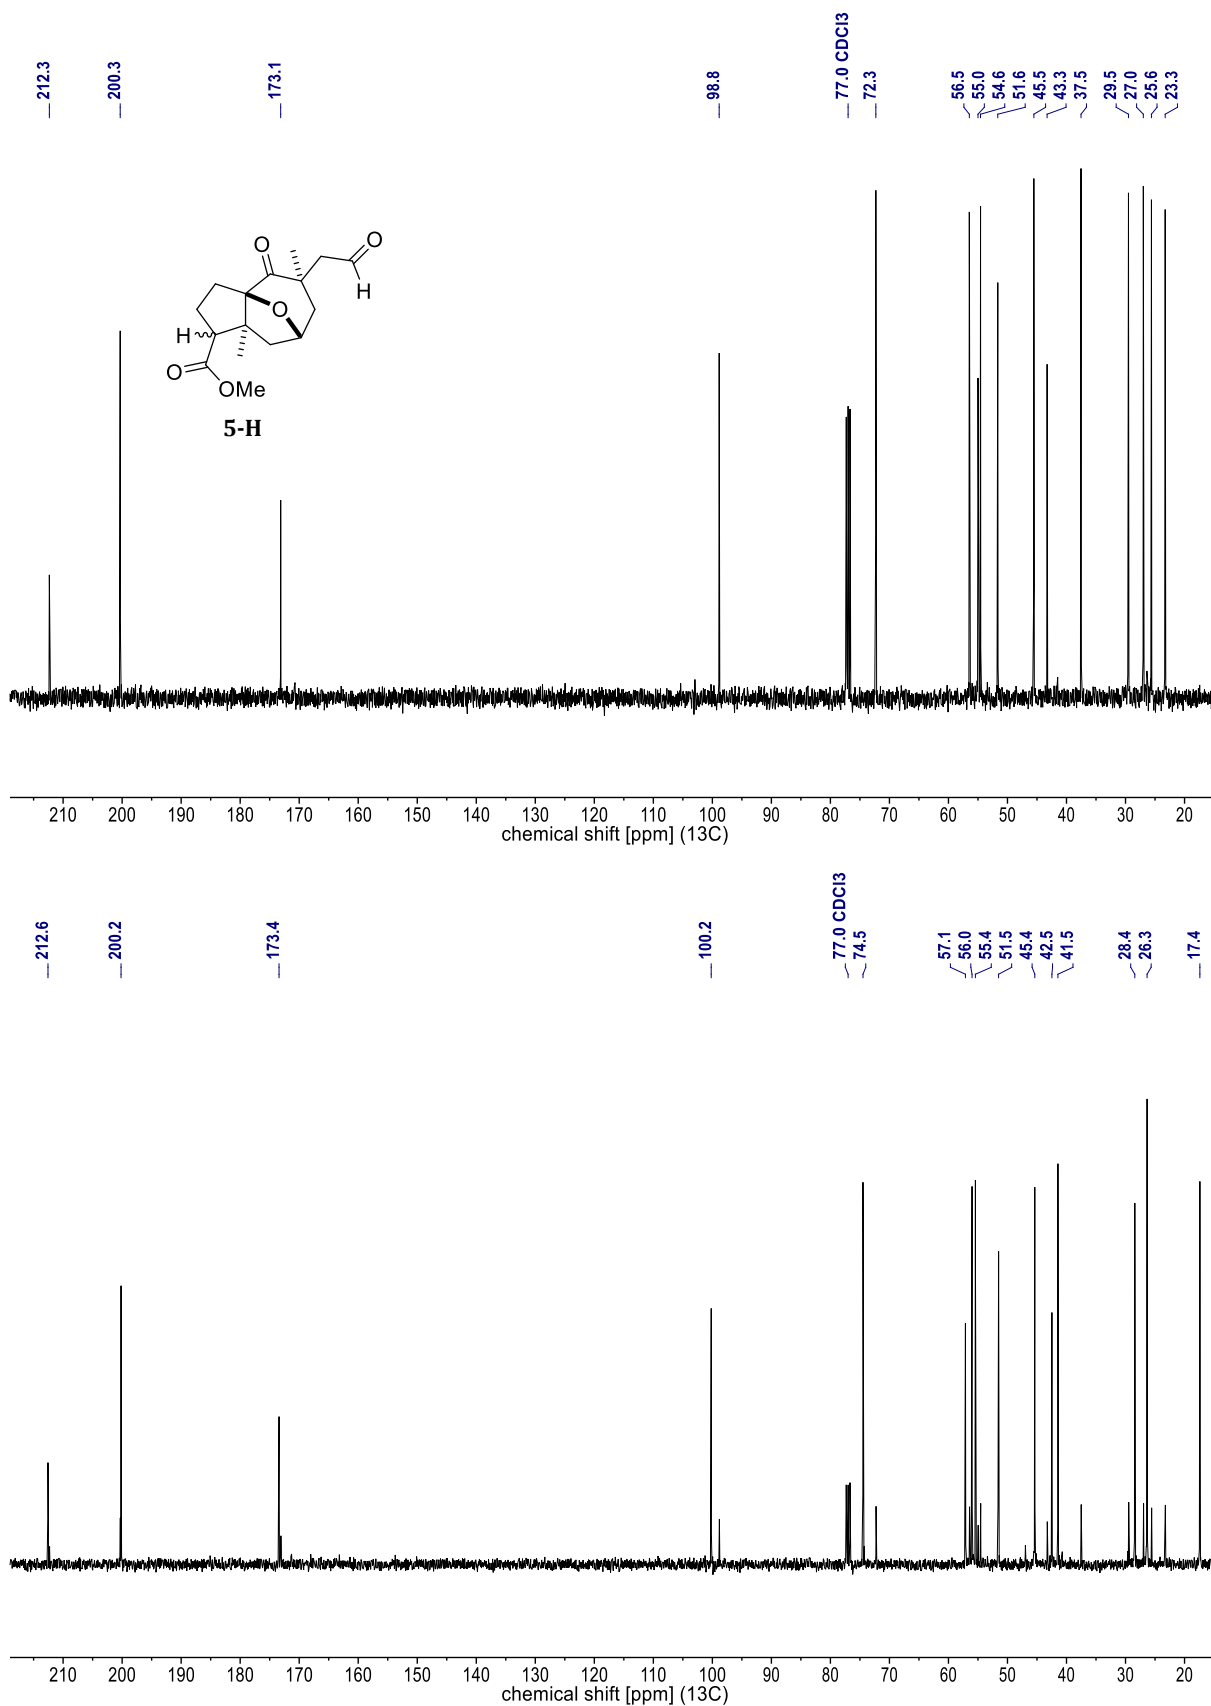 212.3
200.3
173.1
98.8
77.0 CDCl3
72.3
56.5
55.0
54.6
51.6
45.5
43.3
37.5
29.5
27.0
25.6
23.3
O
O
H
O
H
O
OMe
5-H
210 200 190 180 170 160 150 140 130 120 110 100 90 80 70 60 50 40 30 20
chemical shift [ppm] (13C)
212.6
200.2
173.4
100.2
77.0 CDCl3
74.5
57.1
56.0
55.4
51.5
45.4
42.5
41.5
28.4
26.3
17.4
210 200 190 180 170 160 150 140 130 120 110 100 90 80 70 60 50 40 30 20
chemical shift [ppm] (13C)